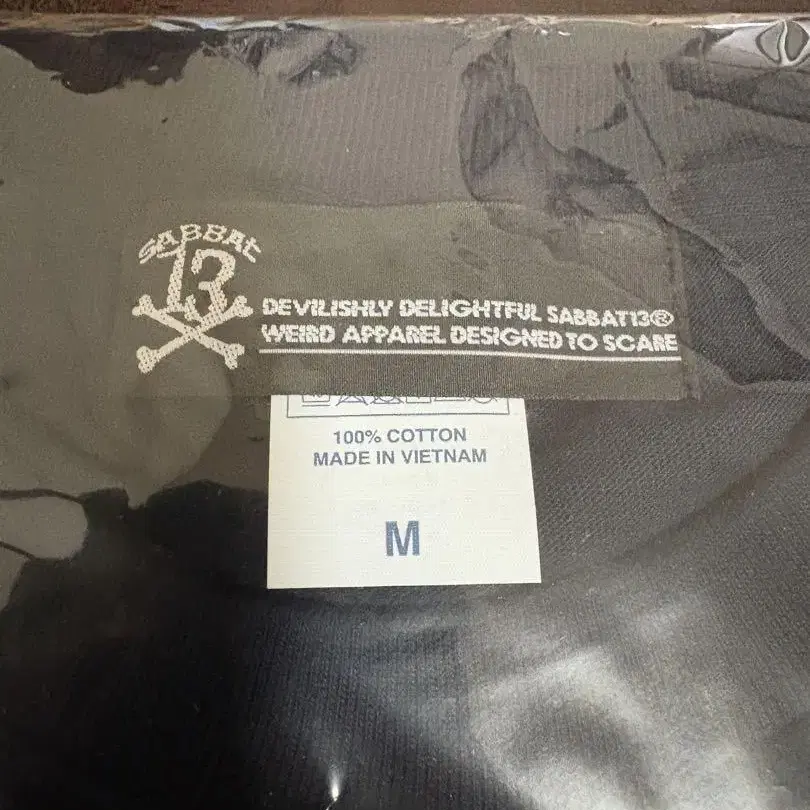 SABBAT
13
DEVILISHLY DELIGHTFUL SABBAT13®
WEIRD APPAREL DESIGNED TO SCARE
100% COTTON
MADE IN VIETNAM
M